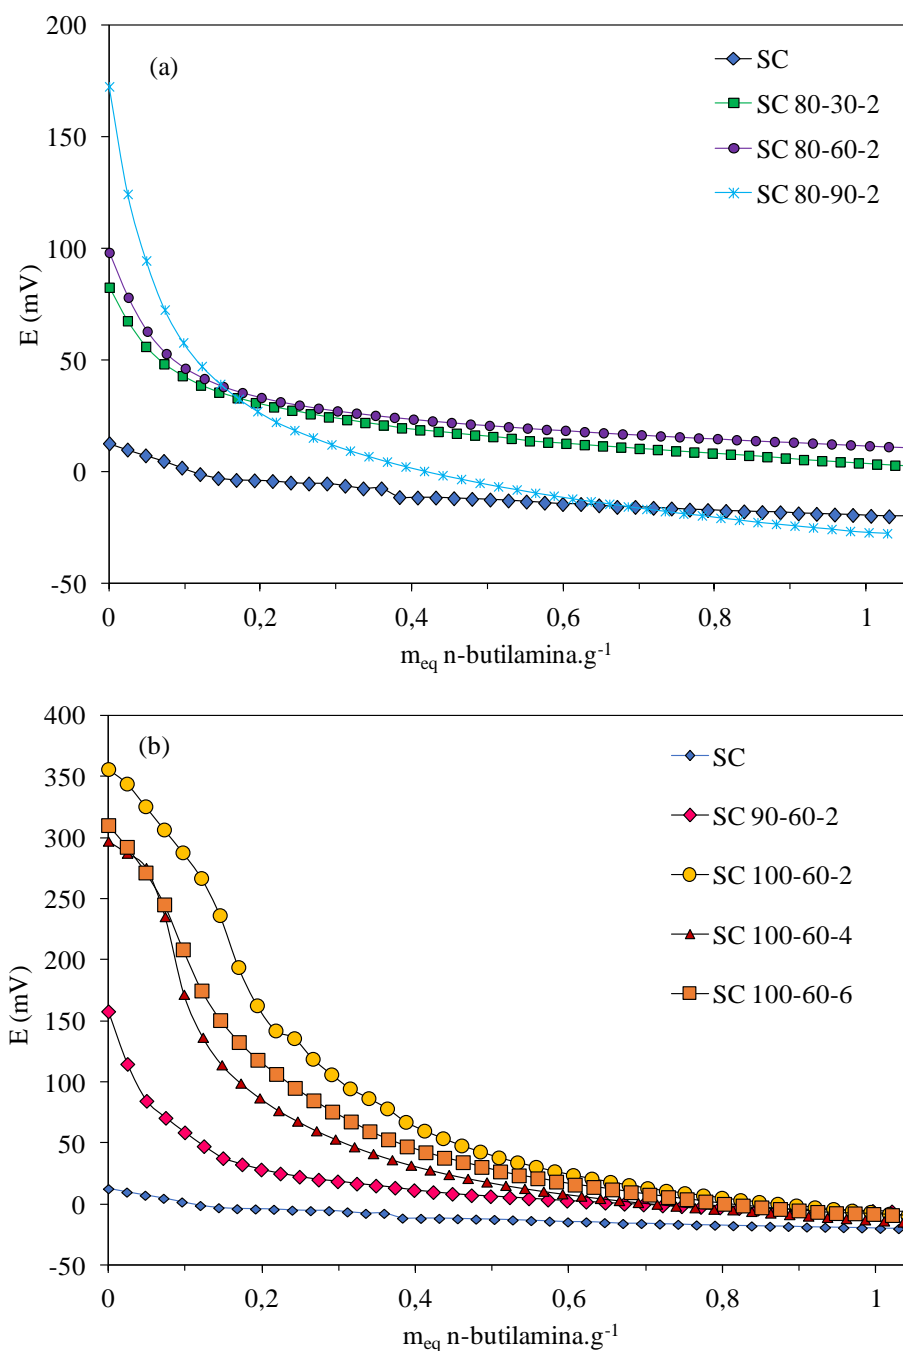 200
150
100
50
0
-50
E (mV)
(a)
SC
SC 80-30-2
SC 80-60-2
SC 80-90-2
0 0,2 0,4 0,6 0,8 1
m_eq n-butilamina.g⁻¹
400
350
300
250
200
150
100
50
0
-50
E (mV)
(b)
SC
SC 90-60-2
SC 100-60-2
SC 100-60-4
SC 100-60-6
0 0,2 0,4 0,6 0,8 1
m_eq n-butilamina.g⁻¹